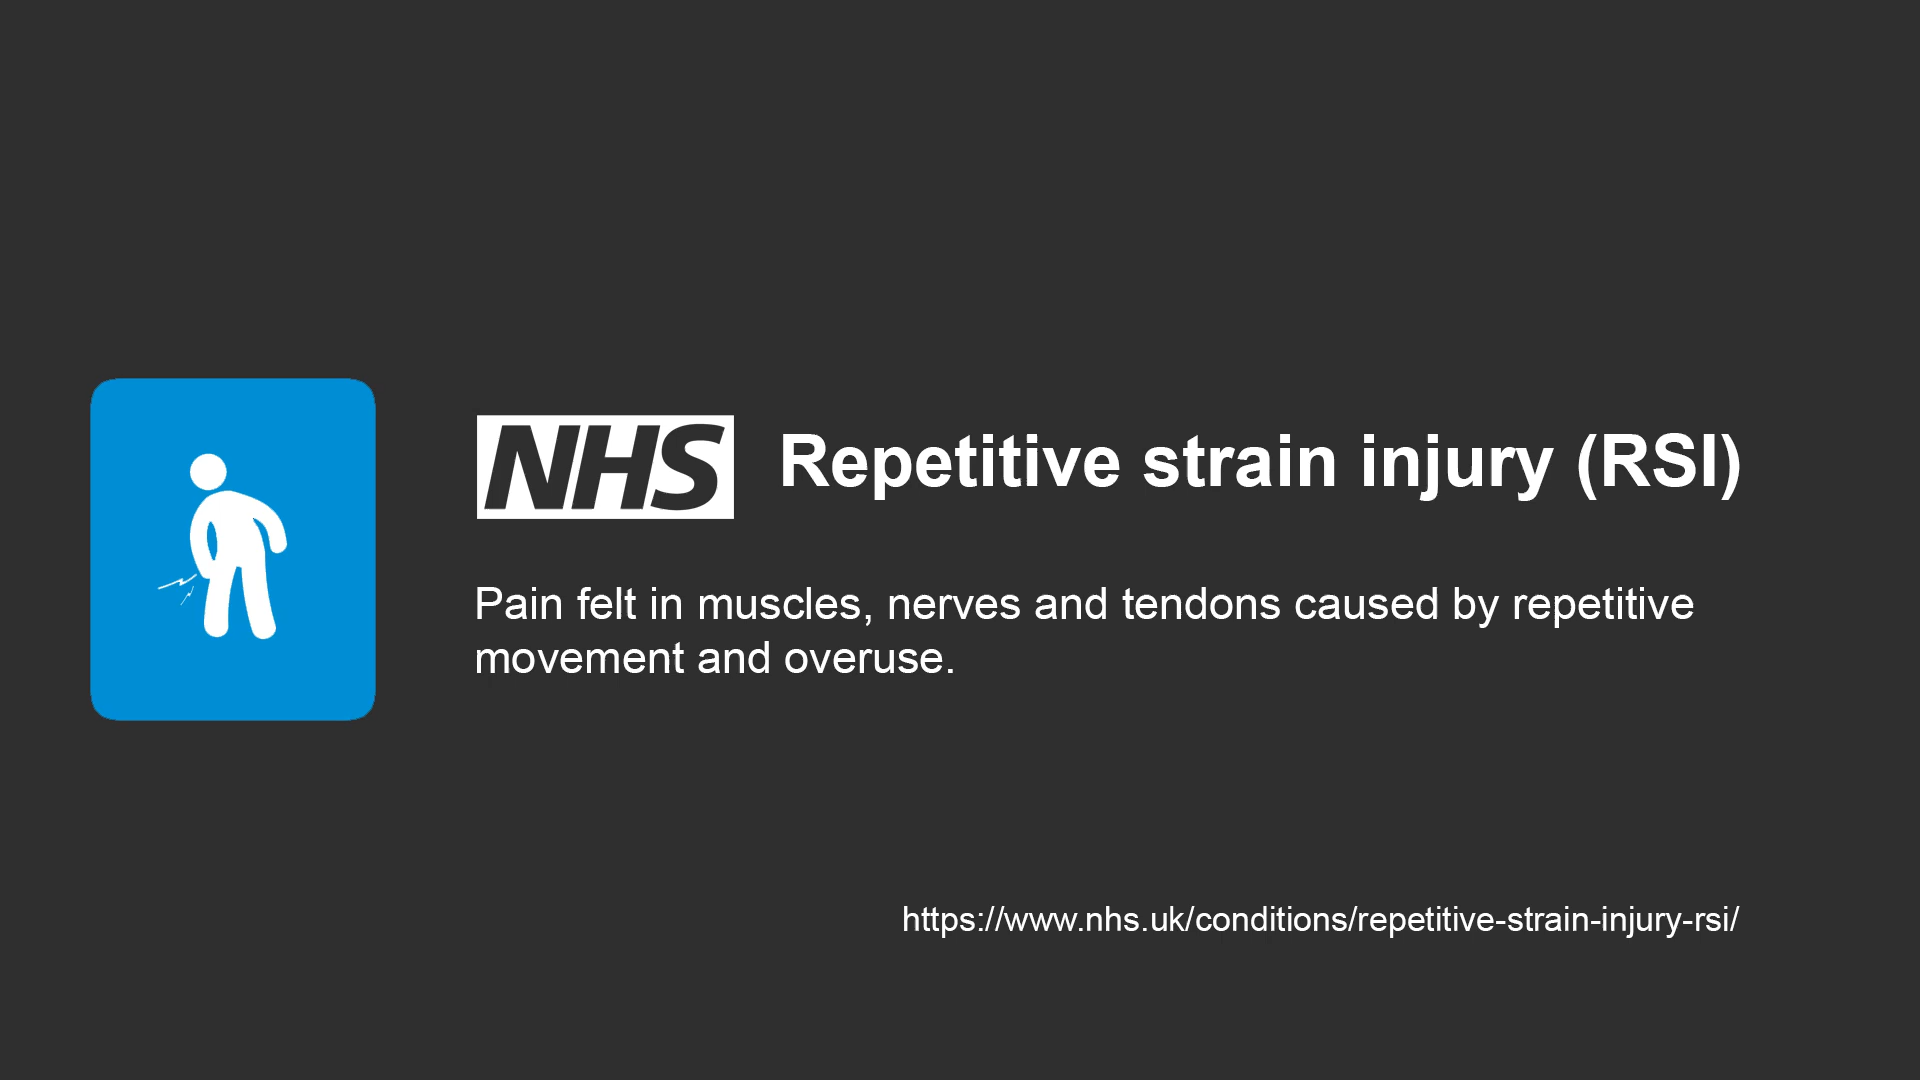 NHS Repetitive strain injury (RSI)
Pain felt in muscles, nerves and tendons caused by repetitive
movement and overuse.
https://www.nhs.uk/conditions/repetitive-strain-injury-rsi/